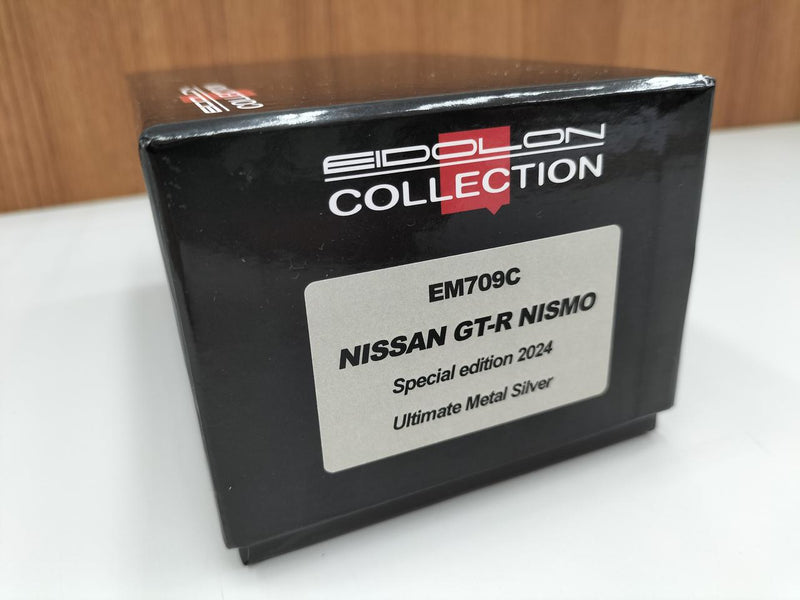 EIDOLON
COLLECTION
EM709C
NISSAN GT-R NISMO
Special edition 2024
Ultimate Metal Silver